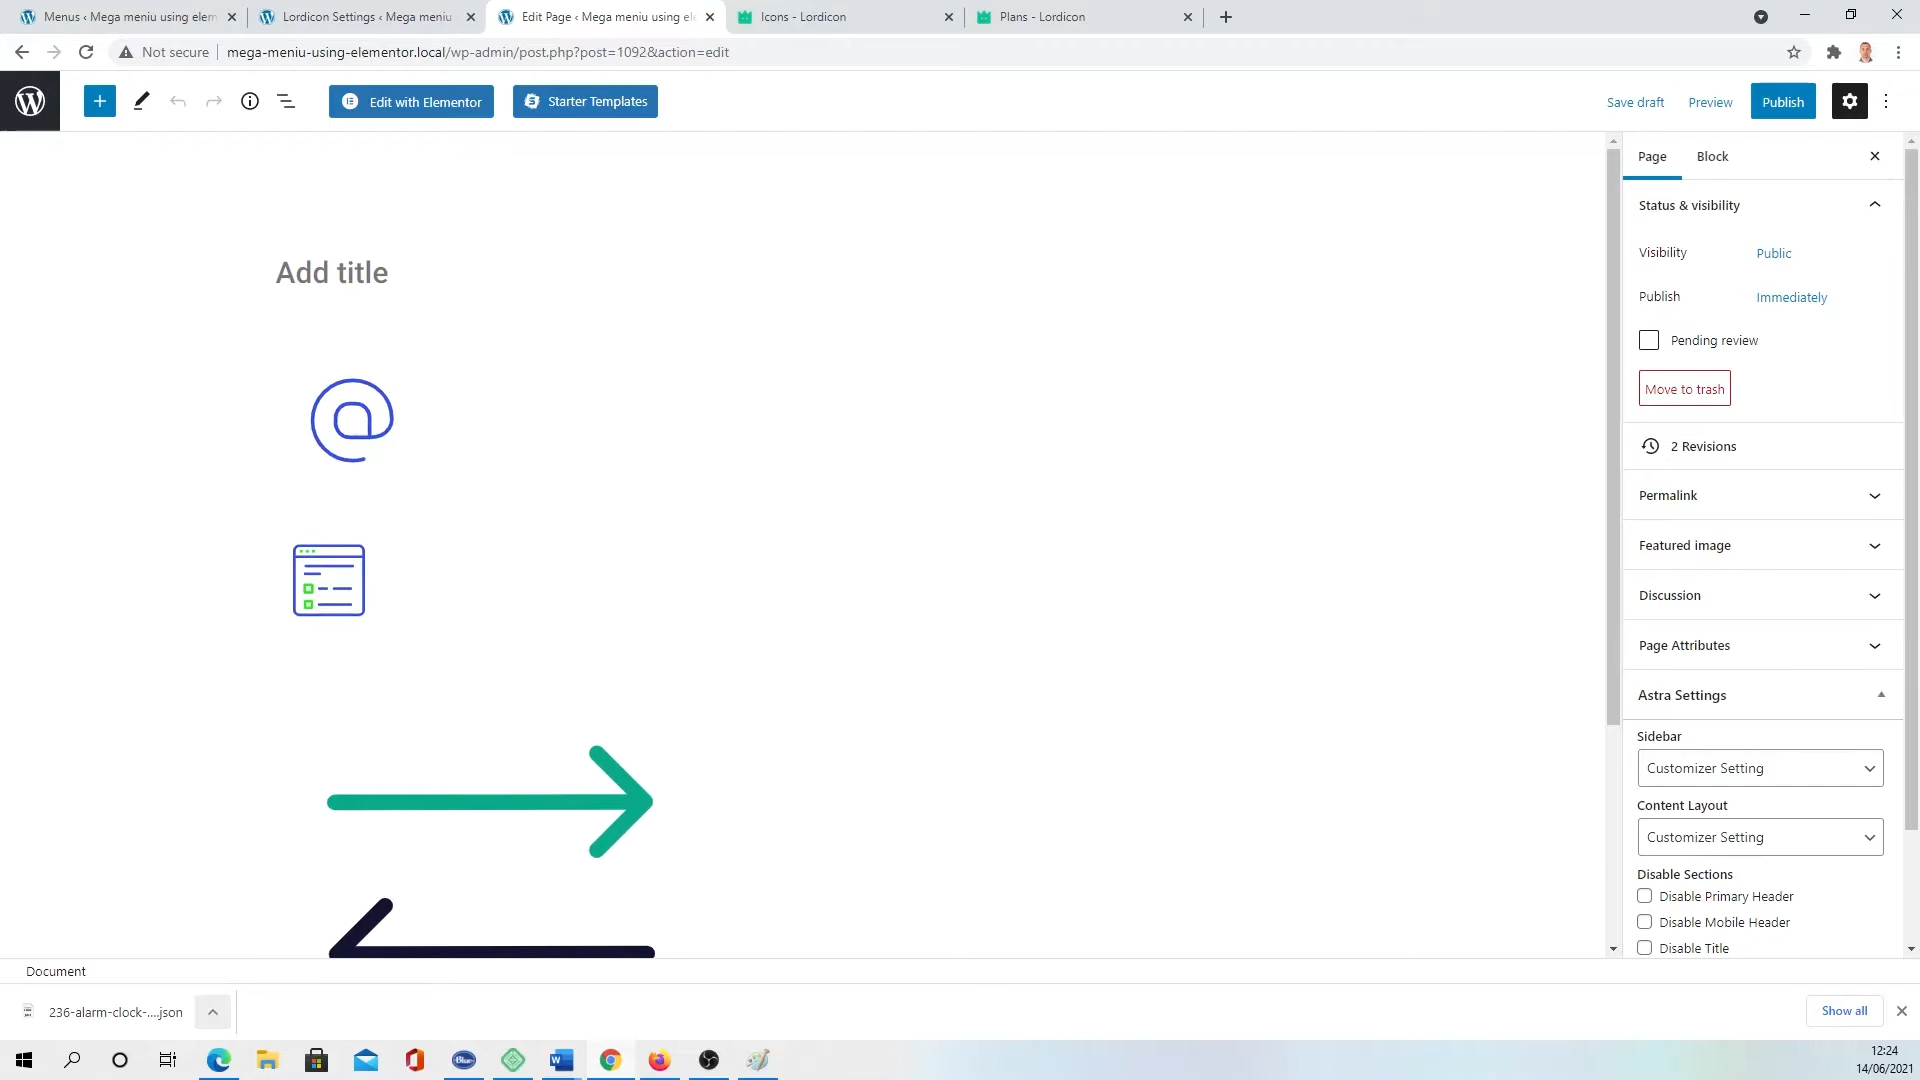 Menus ‹ Mega meniu using elem
Lordicon Settings ‹ Mega meniu
Edit Page ‹ Mega meniu using el
Icons - Lordicon
Plans - Lordicon
Not secure
mega-meniu-using-elementor.local/wp-admin/post.php?post=1092&action=edit
Edit with Elementor
Starter Templates
Save draft
Preview
Publish
Page
Block
Status & visibility
Add title
Visibility
Public
Publish
Immediately
Pending review
Move to trash
2 Revisions
Permalink
Featured image
Discussion
Page Attributes
Astra Settings
Sidebar
Customizer Setting
Content Layout
Customizer Setting
Disable Sections
Disable Primary Header
Disable Mobile Header
Disable Title
Document
236-alarm-clock-....json
Show all
12:24
14/06/2021